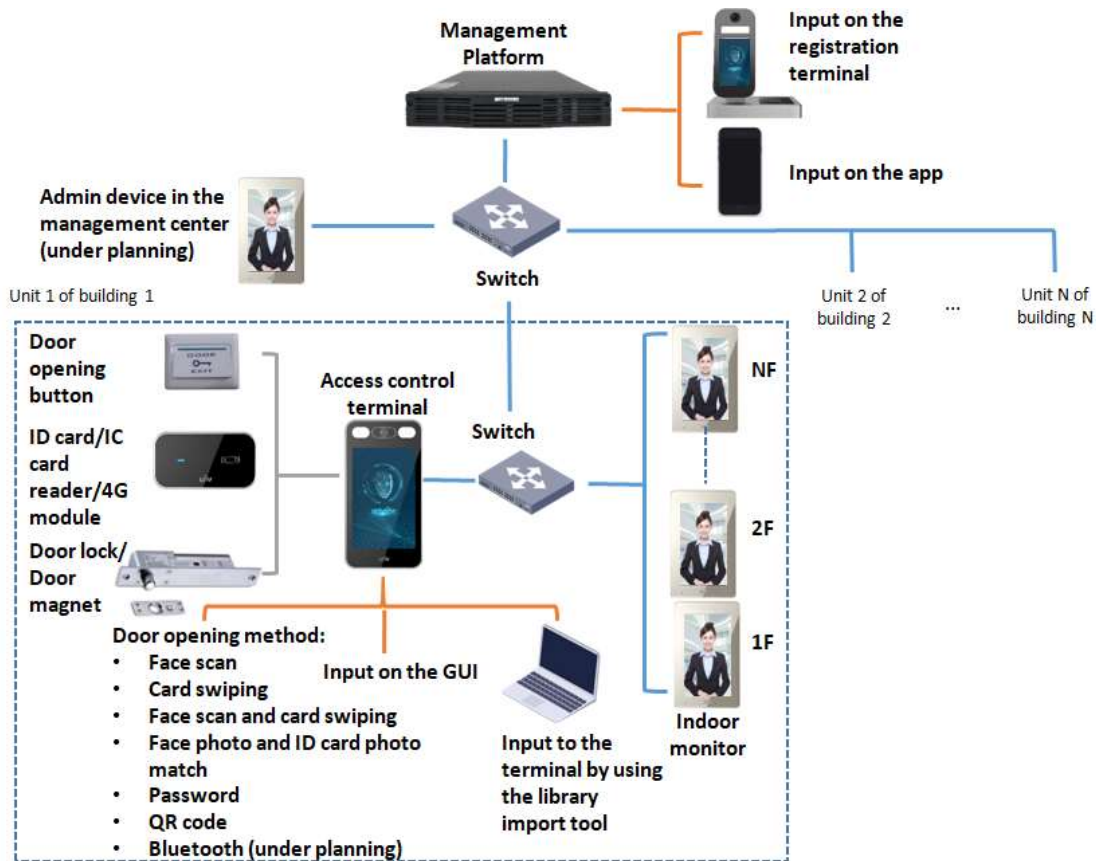 Management
Platform
Input on the
registration
terminal
Input on the app
Admin device in the
management center
(under planning)
Switch
Unit 1 of building 1
Unit 2 of
building 2
...
Unit N of
building N
Door
opening
button
DOOR
EXIT
Access control
terminal
Switch
NF
ID card/IC
card
reader/4G
module
2F
Door lock/
Door
magnet
1F
Door opening method:
• Face scan
• Card swiping
• Face scan and card swiping
• Face photo and ID card photo
match
• Password
• QR code
• Bluetooth (under planning)
Input on the GUI
Input to the
terminal by using
the library
import tool
Indoor
monitor